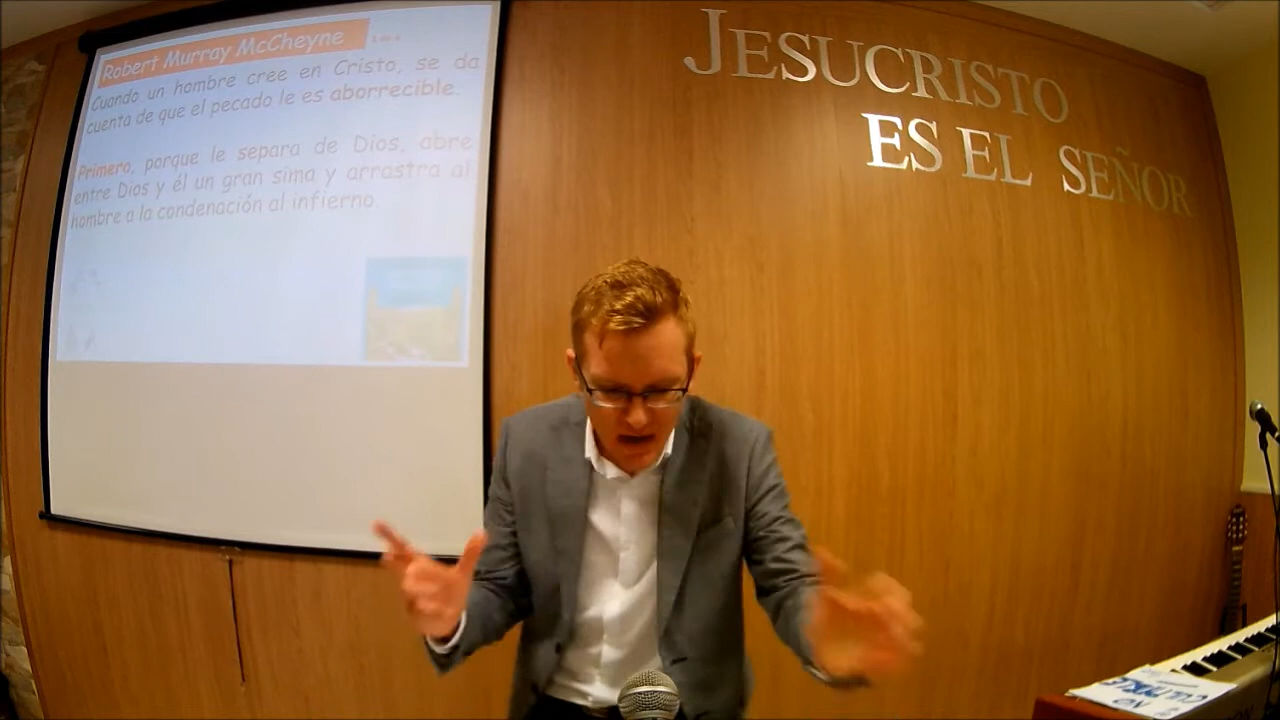 Robert Murray McCheyne
Cuando un hombre cree en Cristo, se da
cuenta de que el pecado le es aborrecible.
Primero, porque le separa de Dios, abre
entre Dios y él un gran sima y arrastra al
hombre a la condenación al infierno.
JESUCRISTO
ES EL SEÑOR
NO